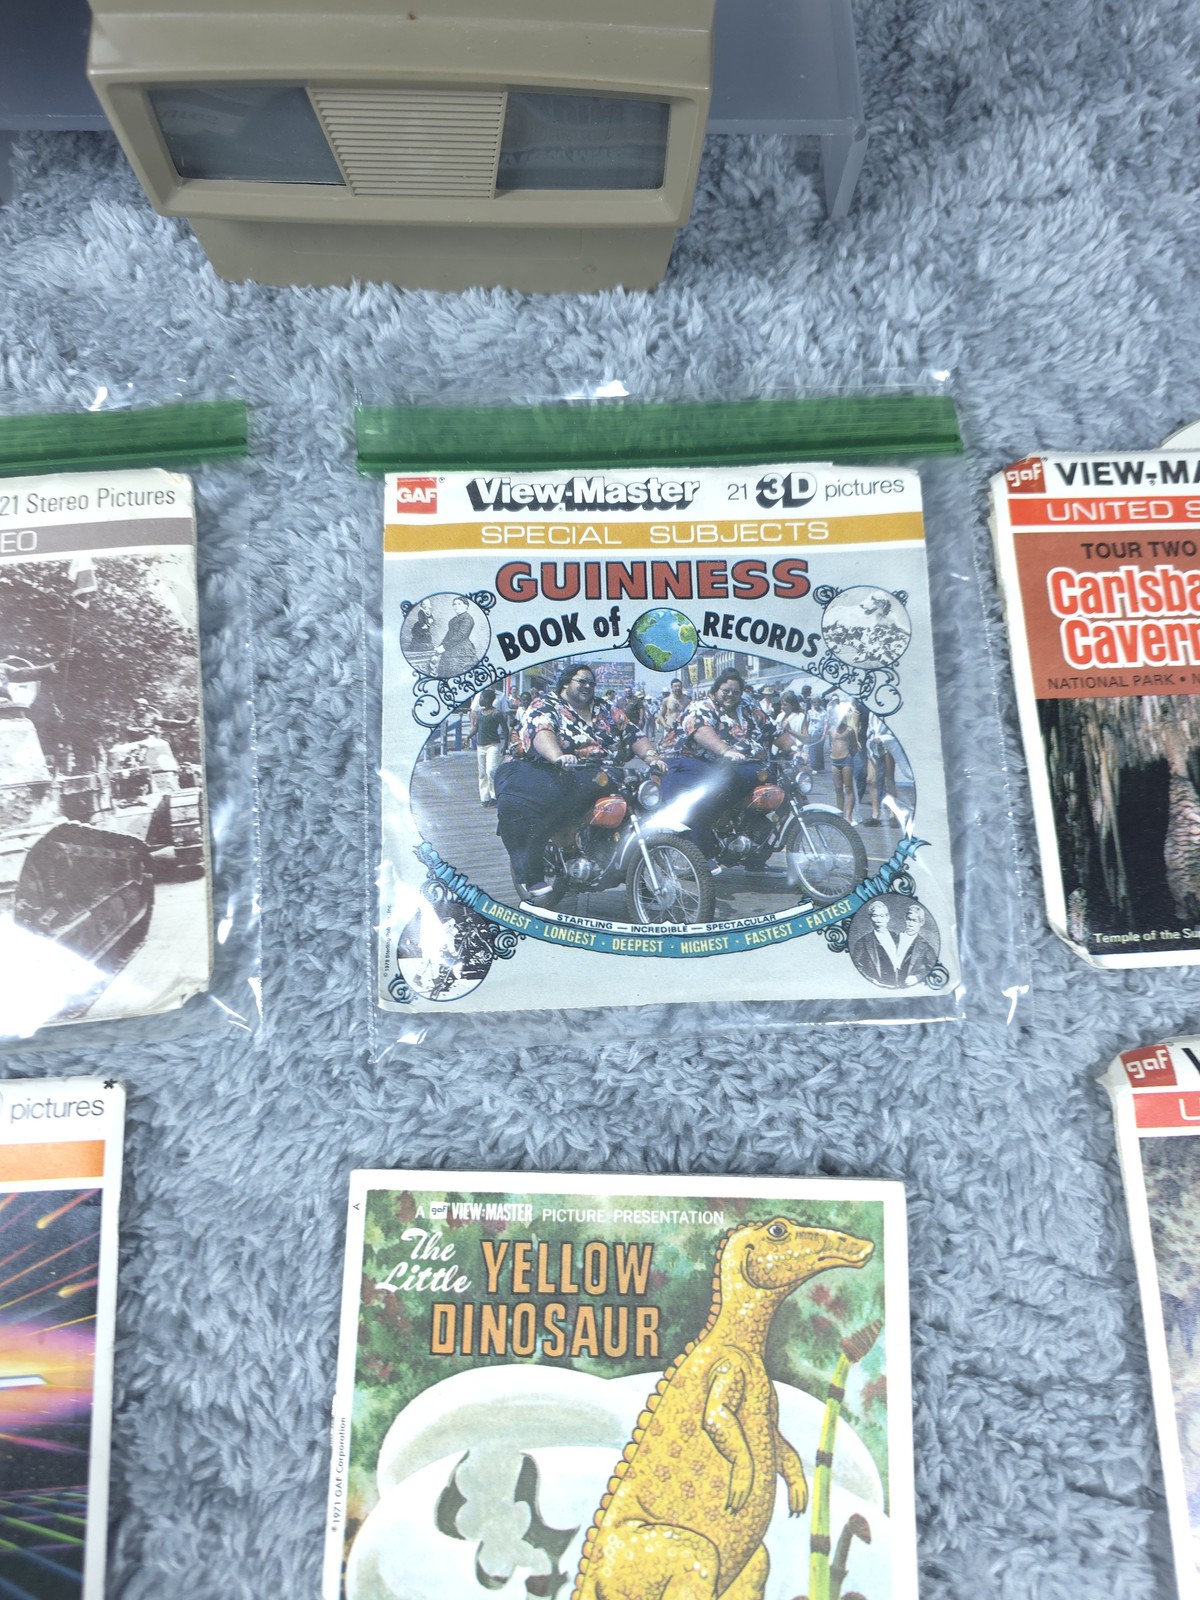 21 Stereo Pictures
EO
GAF View-Master 21 3D pictures
SPECIAL SUBJECTS
GUINNESS
BOOK of RECORDS
STARTLING — INCREDIBLE — SPECTACULAR
LARGEST · LONGEST · DEEPEST · HIGHEST · FASTEST · FATTEST
gaf VIEW-MA
UNITED S
TOUR TWO
Carlsba
Cavern
NATIONAL PARK • N
Temple of the Su
pictures*
A gaf VIEW-MASTER PICTURE PRESENTATION
The Little YELLOW
DINOSAUR
A
© 1971 GAF Corporation
gaf V
U